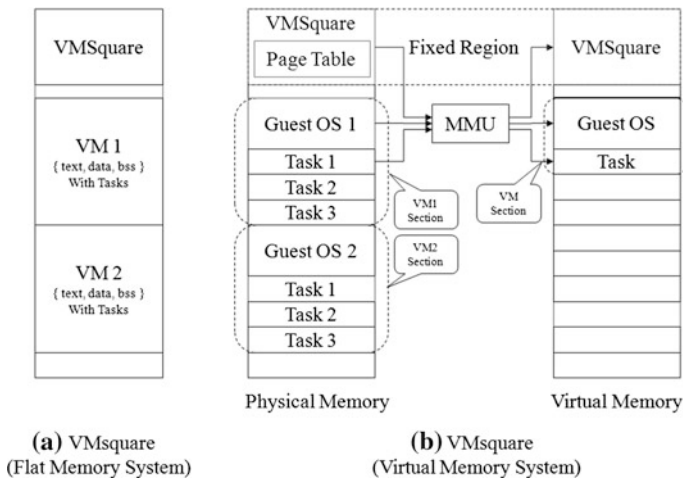 VMSquare
VM 1
{ text, data, bss }
With Tasks
VM 2
{ text, data, bss }
With Tasks
(a) VMsquare
(Flat Memory System)
VMSquare
Page Table
Fixed Region
VMSquare
Guest OS 1
MMU
Guest OS
Task 1
Task
Task 2
Task 3
VM1
Section
VM
Section
Guest OS 2
VM2
Section
Task 1
Task 2
Task 3
Physical Memory
Virtual Memory
(b) VMsquare
(Virtual Memory System)